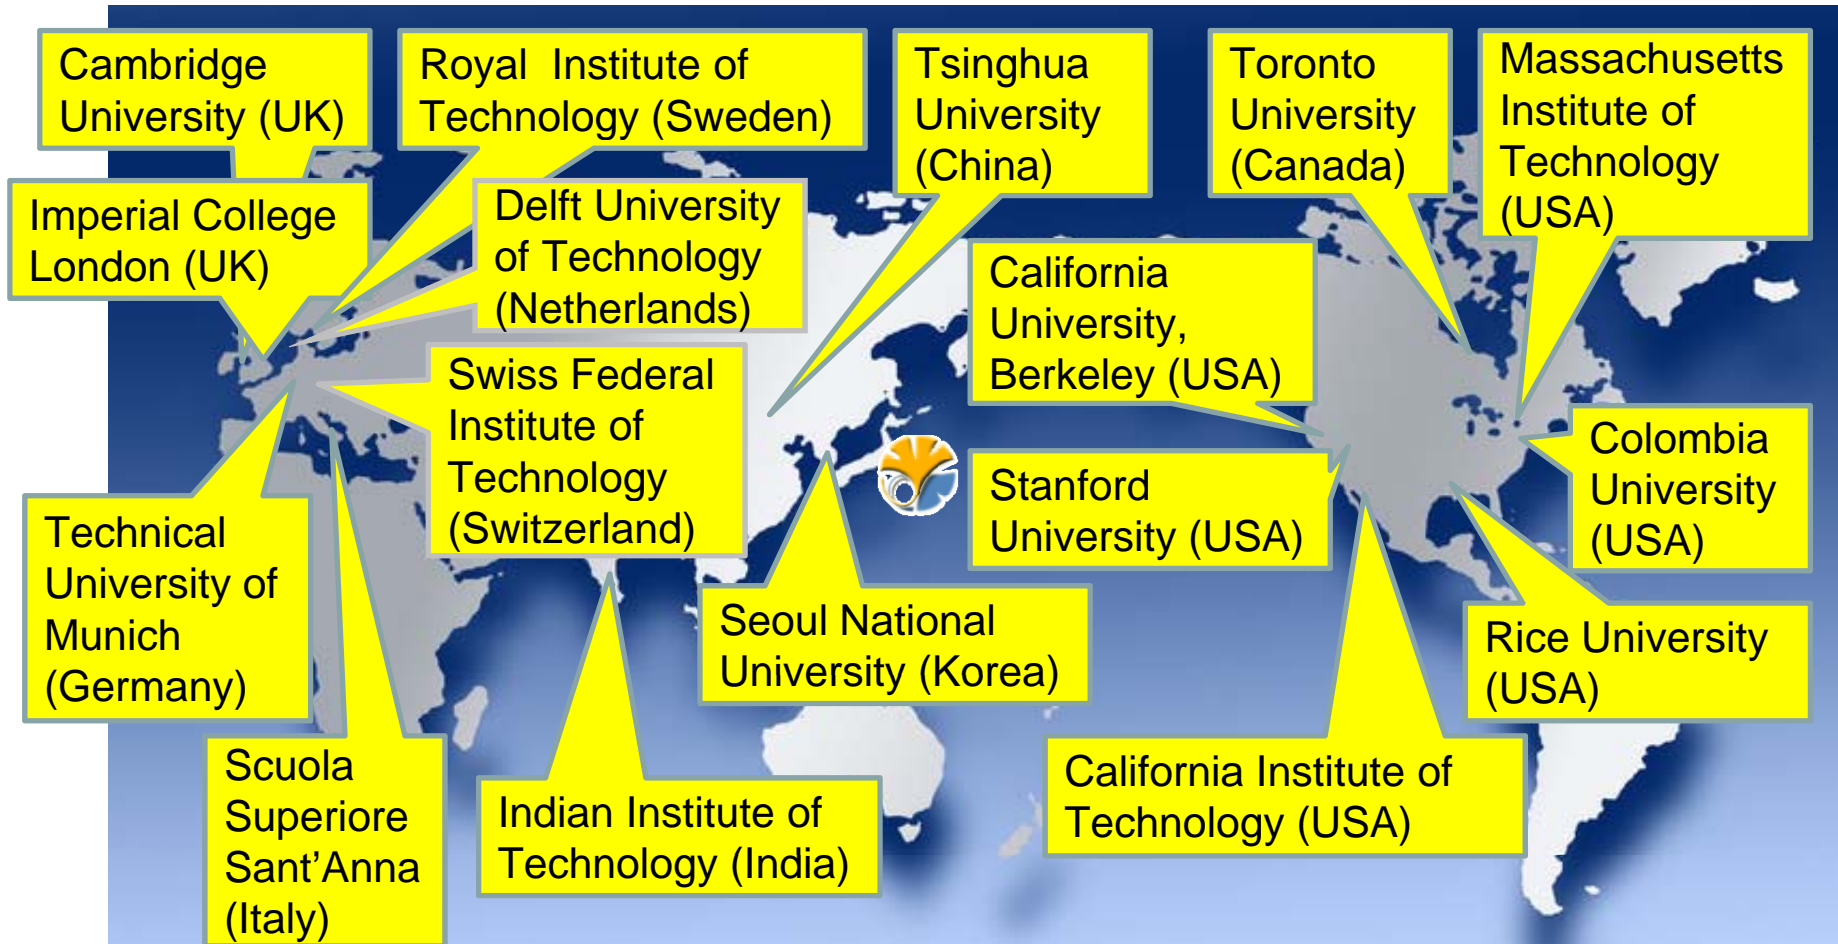 Cambridge
University (UK)
Royal Institute of
Technology (Sweden)
Tsinghua
University
(China)
Toronto
University
(Canada)
Massachusetts
Institute of
Technology
(USA)
Imperial College
London (UK)
Delft University
of Technology
(Netherlands)
California
University,
Berkeley (USA)
Swiss Federal
Institute of
Technology
(Switzerland)
Colombia
University
(USA)
Stanford
University (USA)
Technical
University of
Munich
(Germany)
Seoul National
University (Korea)
Rice University
(USA)
Scuola
Superiore
Sant’Anna
(Italy)
Indian Institute of
Technology (India)
California Institute of
Technology (USA)